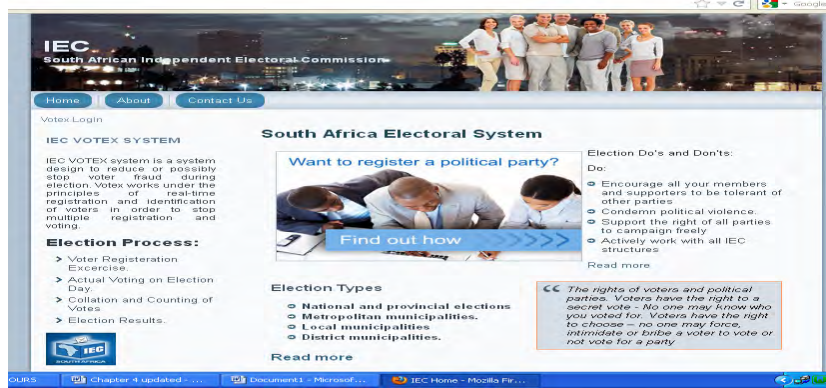 Google
IEC
South African Independent Electoral Commission
Home
About
Contact Us
Votex Login
IEC VOTEX SYSTEM
IEC VOTEX system is a system
design to reduce or possibly
stop voter fraud during
election. Votex works under the
principles of real-time
registration and identification
of voters in order to stop
multiple registration and
voting.
Election Process:
Voter Registeration
Excercise.
Actual Voting on Election
Day.
Collation and Counting of
Votes
Election Results.
IEC
SOUTH AFRICA
South Africa Electoral System
Want to register a political party?
Find out how
Election Types
National and provincial elections
Metropolitan municipalities.
Local municipalities
District municipalities.
Read more
Election Do's and Don'ts:
Do:
Encourage all your members
and supporters to be tolerant of
other parties
Condemn political violence.
Support the right of all parties
to campaign freely
Actively work with all IEC
structures
Read more
The rights of voters and political
parties. Voters have the right to a
secret vote - No one may know who
you voted for. Voters have the right
to choose – no one may force,
intimidate or bribe a voter to vote or
not vote for a party
OURS
Chapter 4 updated - ...
Document1 - Microsof...
IEC Home - Mozilla Fir...